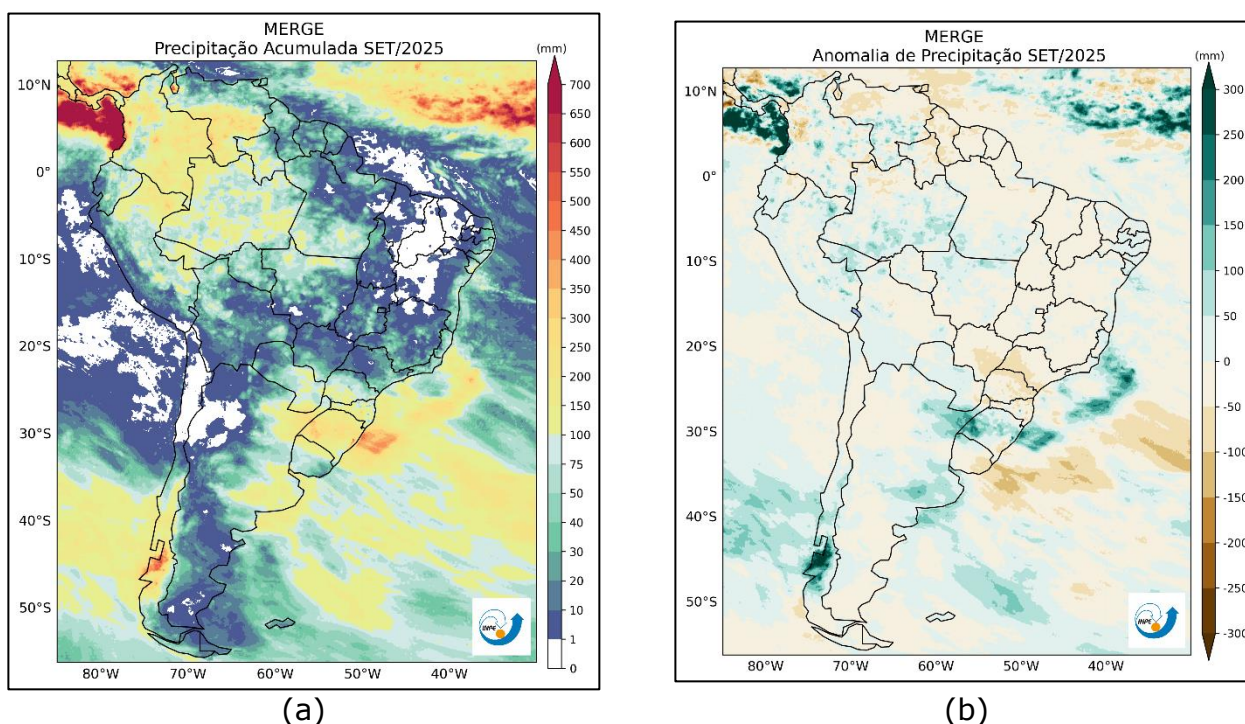 MERGE
Precipitação Acumulada SET/2025
(mm)
10°N
0°
10°S
20°S
30°S
40°S
50°S
80°W
70°W
60°W
50°W
40°W
700
650
600
550
500
450
400
350
300
250
200
150
100
75
50
40
30
20
10
1
0
INPE
(a)
MERGE
Anomalia de Precipitação SET/2025
(mm)
10°N
0°
10°S
20°S
30°S
40°S
50°S
80°W
70°W
60°W
50°W
40°W
300
250
200
150
100
50
0
-50
-100
-150
-200
-250
-300
INPE
(b)